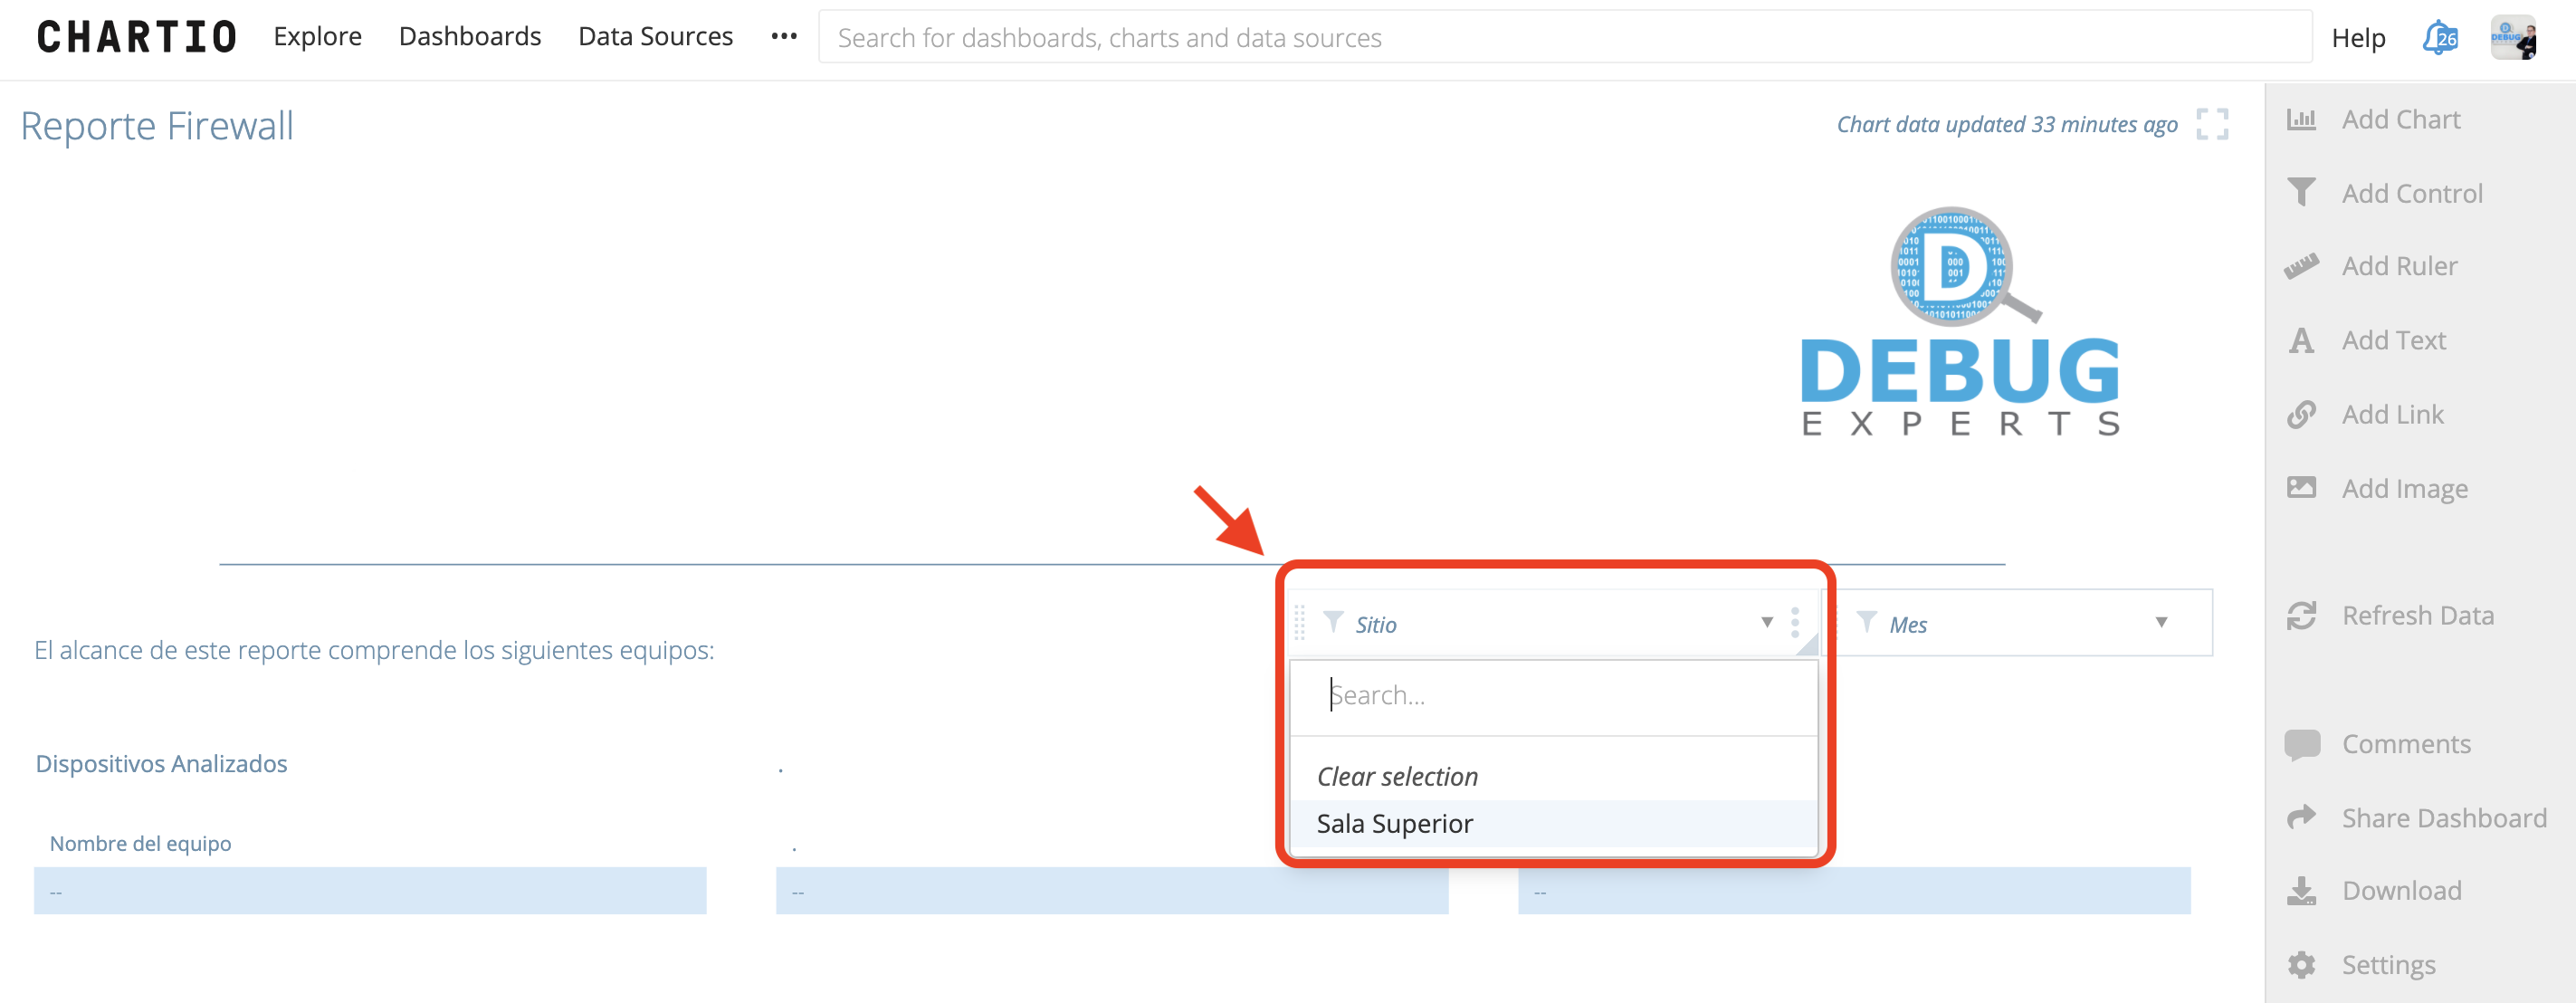 CHARTIO Explore Dashboards Data Sources ••• Search for dashboards, charts and data sources Help 26
Reporte Firewall
Chart data updated 33 minutes ago
D
DEBUG
EXPERTS
Sitio
Mes
Search...
Clear selection
Sala Superior
El alcance de este reporte comprende los siguientes equipos:
Dispositivos Analizados .
Nombre del equipo .
-- -- --
Add Chart
Add Control
Add Ruler
Add Text
Add Link
Add Image
Refresh Data
Comments
Share Dashboard
Download
Settings